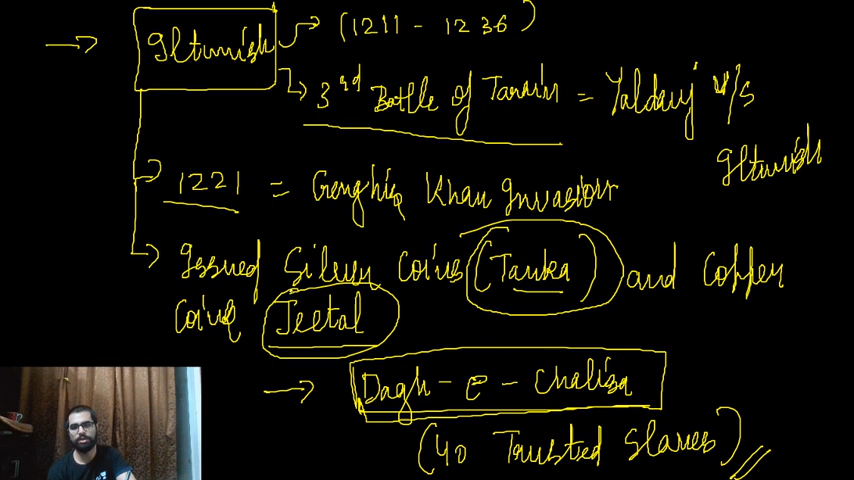 → Iltumish → (1211 - 1236)
→ 3rd Battle of Tarain = Yalduj v/s Iltumish
→ 1221 = Genghis Khan Invasion
→ Issued Silver Coins (Tanka) and Copper
Coins Jeetal
→ Dagh-e-Chalisa
(40 Trusted Slaves)